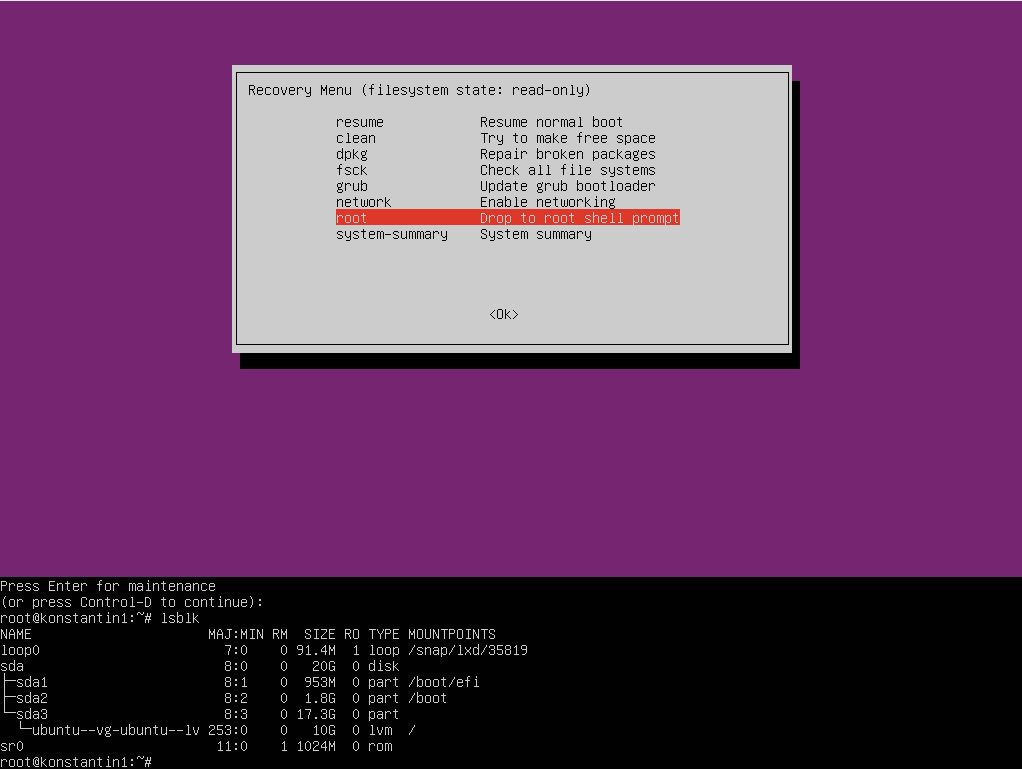 Recovery Menu (filesystem state: read-only)
resume Resume normal boot
clean Try to make free space
dpkg Repair broken packages
fsck Check all file systems
grub Update grub bootloader
network Enable networking
root Drop to root shell prompt
system-summary System summary
<Ok>
Press Enter for maintenance
(or press Control-D to continue):
root@konstantin1:~# lsblk
NAME MAJ:MIN RM SIZE RO TYPE MOUNTPOINTS
loop0 7:0 0 91.4M 1 loop /snap/lxd/35819
sda 8:0 0 20G 0 disk
├─sda1 8:1 0 953M 0 part /boot/efi
├─sda2 8:2 0 1.8G 0 part /boot
└─sda3 8:3 0 17.3G 0 part
└─ubuntu--vg-ubuntu--lv 253:0 0 10G 0 lvm /
sr0 11:0 1 1024M 0 rom
root@konstantin1:~#